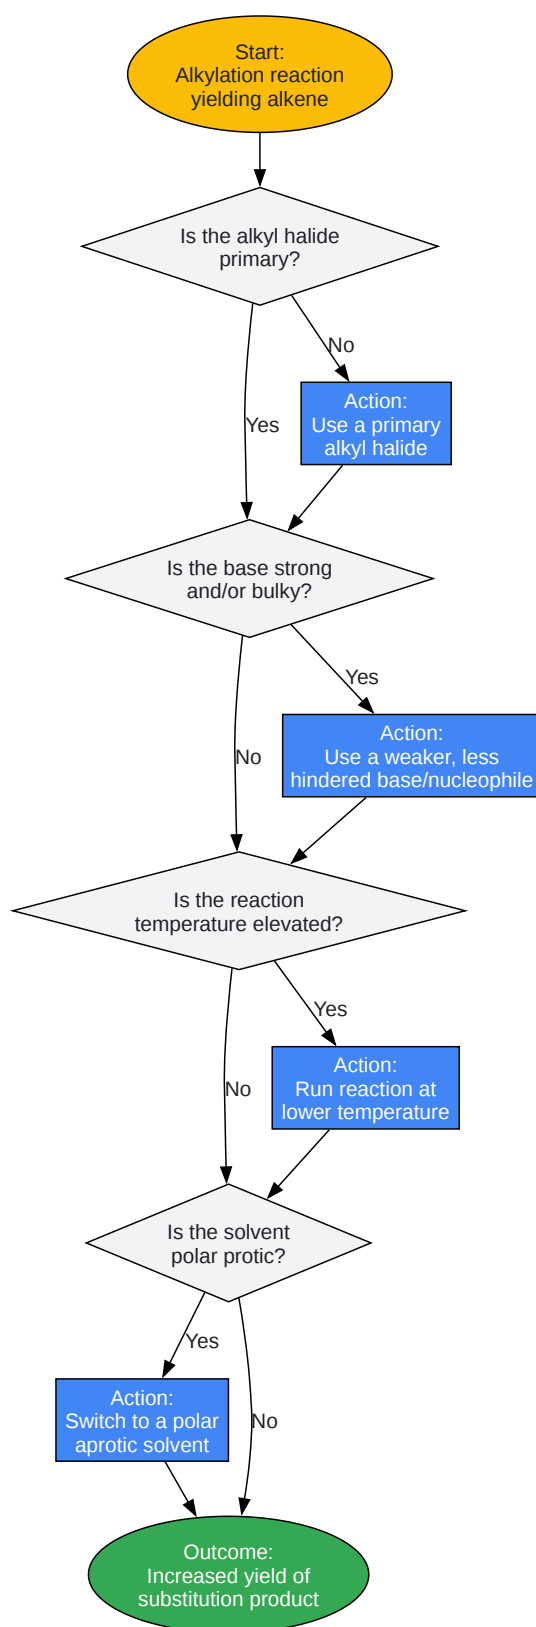 Start:
Alkylation reaction
yielding alkene
Is the alkyl halide
primary?
No
Yes
Action:
Use a primary
alkyl halide
Is the base strong
and/or bulky?
Yes
No
Action:
Use a weaker, less
hindered base/nucleophile
Is the reaction
temperature elevated?
Yes
No
Action:
Run reaction at
lower temperature
Is the solvent
polar protic?
Yes
No
Action:
Switch to a polar
aprotic solvent
Outcome:
Increased yield of
substitution product